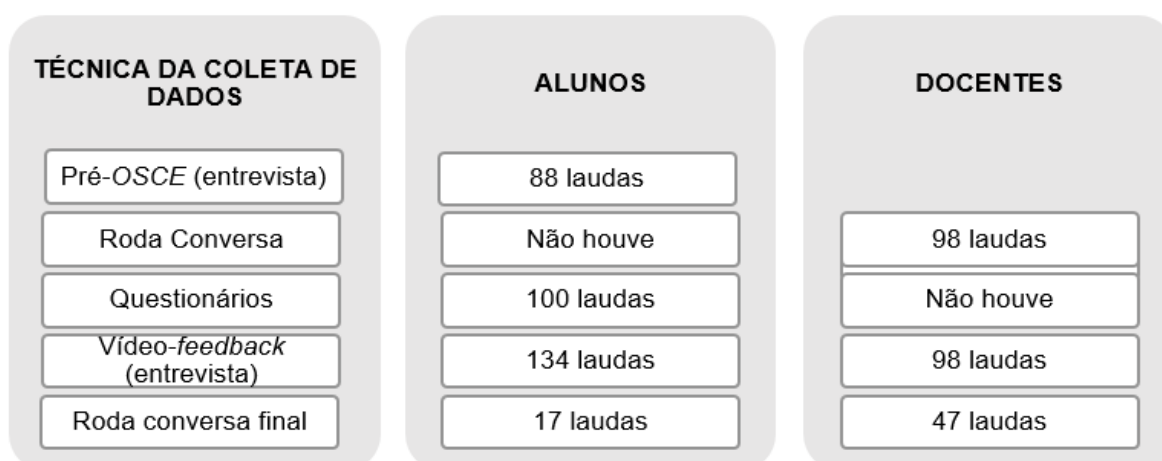 TÉCNICA DA COLETA DE
DADOS
ALUNOS
DOCENTES
Pré-OSCE (entrevista)
88 laudas
Roda Conversa
Não houve
98 laudas
Questionários
100 laudas
Não houve
Vídeo-feedback
(entrevista)
134 laudas
98 laudas
Roda conversa final
17 laudas
47 laudas